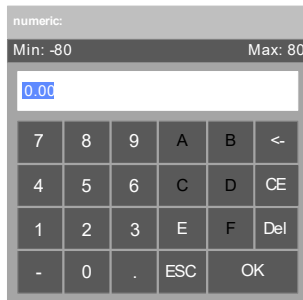 numeric:
Min: -80 Max: 80
0.00
7 8 9 A B <-
4 5 6 C D CE
1 2 3 E F Del
- 0 . ESC OK